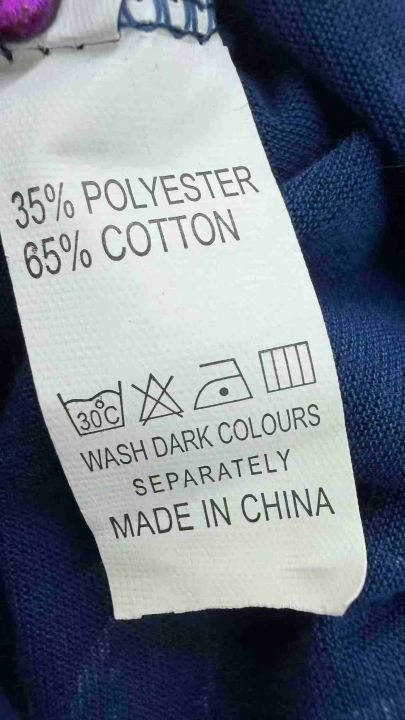 35% POLYESTER
65% COTTON
30°C
WASH DARK COLOURS
SEPARATELY
MADE IN CHINA